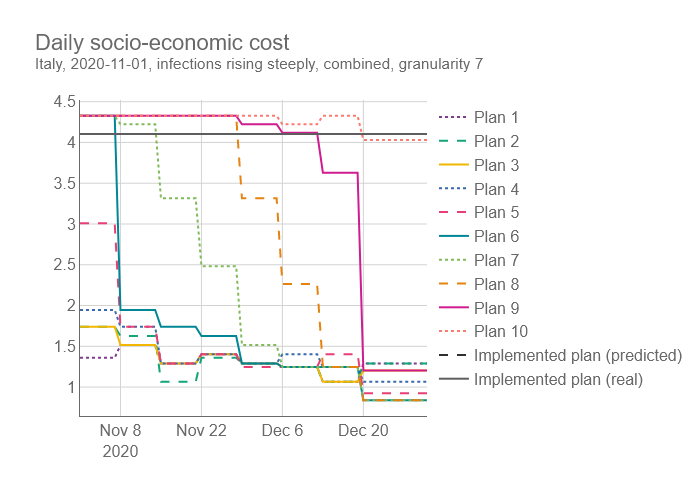 Daily socio-economic cost
Italy, 2020-11-01, infections rising steeply, combined, granularity 7
4.5
4
3.5
3
2.5
2
1.5
1
Nov 8
2020
Nov 22
Dec 6
Dec 20
Plan 1
Plan 2
Plan 3
Plan 4
Plan 5
Plan 6
Plan 7
Plan 8
Plan 9
Plan 10
Implemented plan (predicted)
Implemented plan (real)